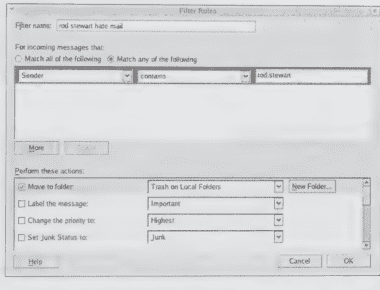 Filter Rules
Filter name: rod stewart hate mail
For incoming messages that:
Match all of the following Match any of the following
Sender contains rod.stewart
More
Perform these actions:
Move to folder: Trash on Local Folders New Folder...
Label the message: Important
Change the priority to: Highest
Set Junk Status to: Junk
Help Cancel OK